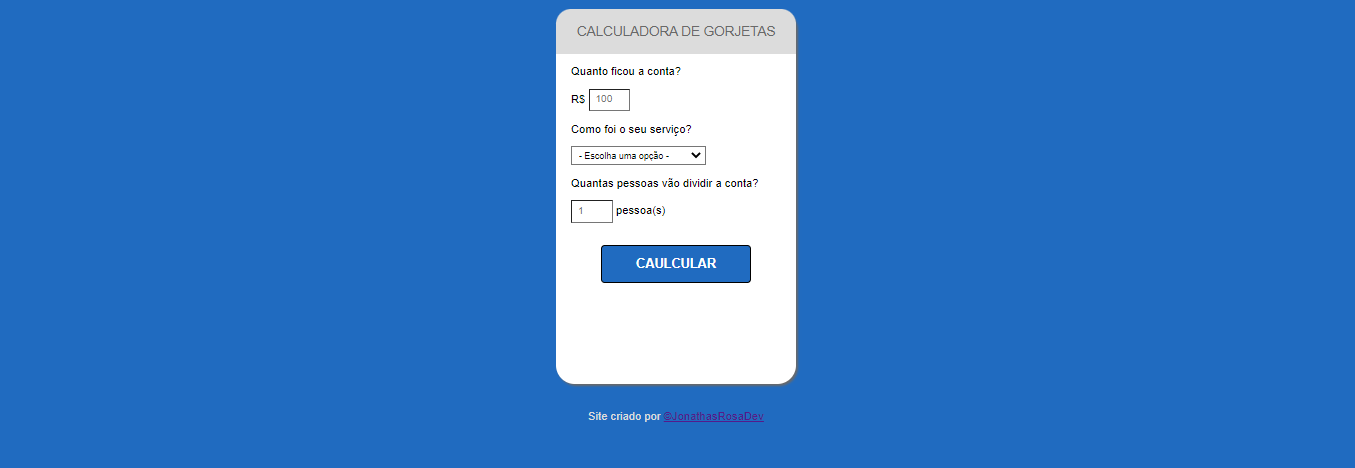 CALCULADORA DE GORJETAS
Quanto ficou a conta?
R$ 100
Como foi o seu serviço?
- Escolha uma opção -
Quantas pessoas vão dividir a conta?
1 pessoa(s)
CAULCULAR
Site criado por ©JonathasRosaDev